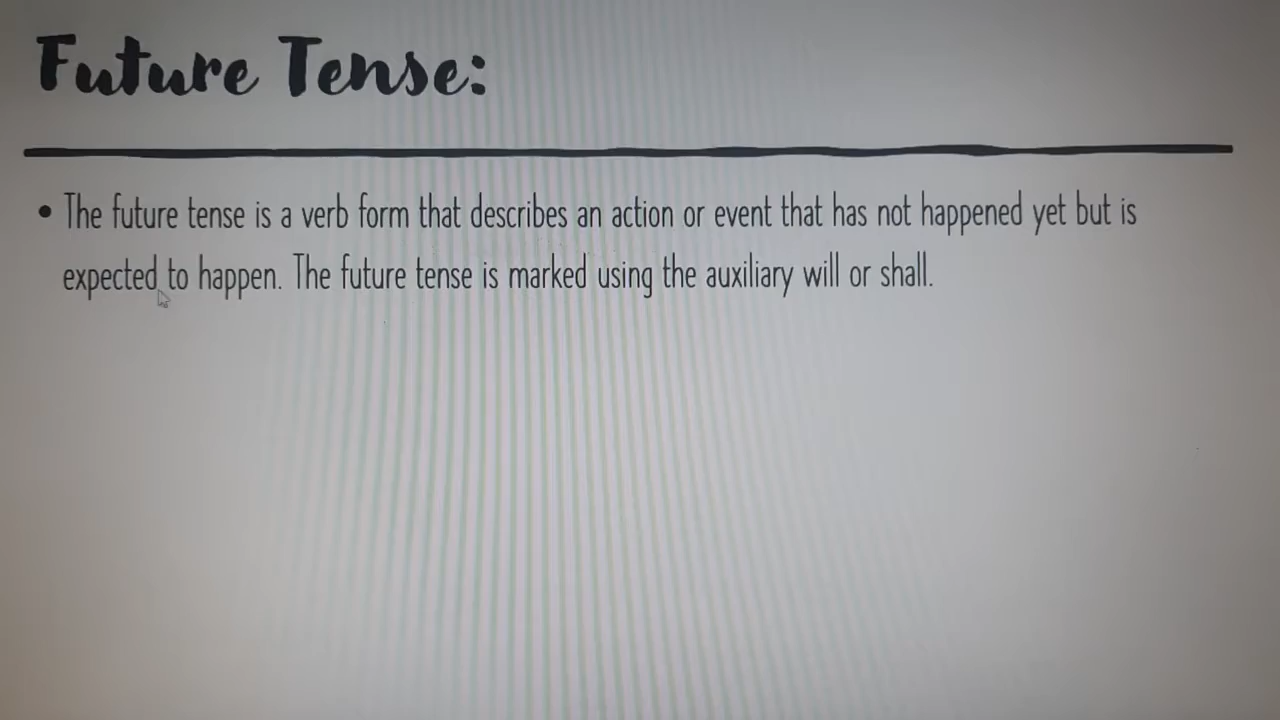 Future Tense:
• The future tense is a verb form that describes an action or event that has not happened yet but is
expected to happen. The future tense is marked using the auxiliary will or shall.